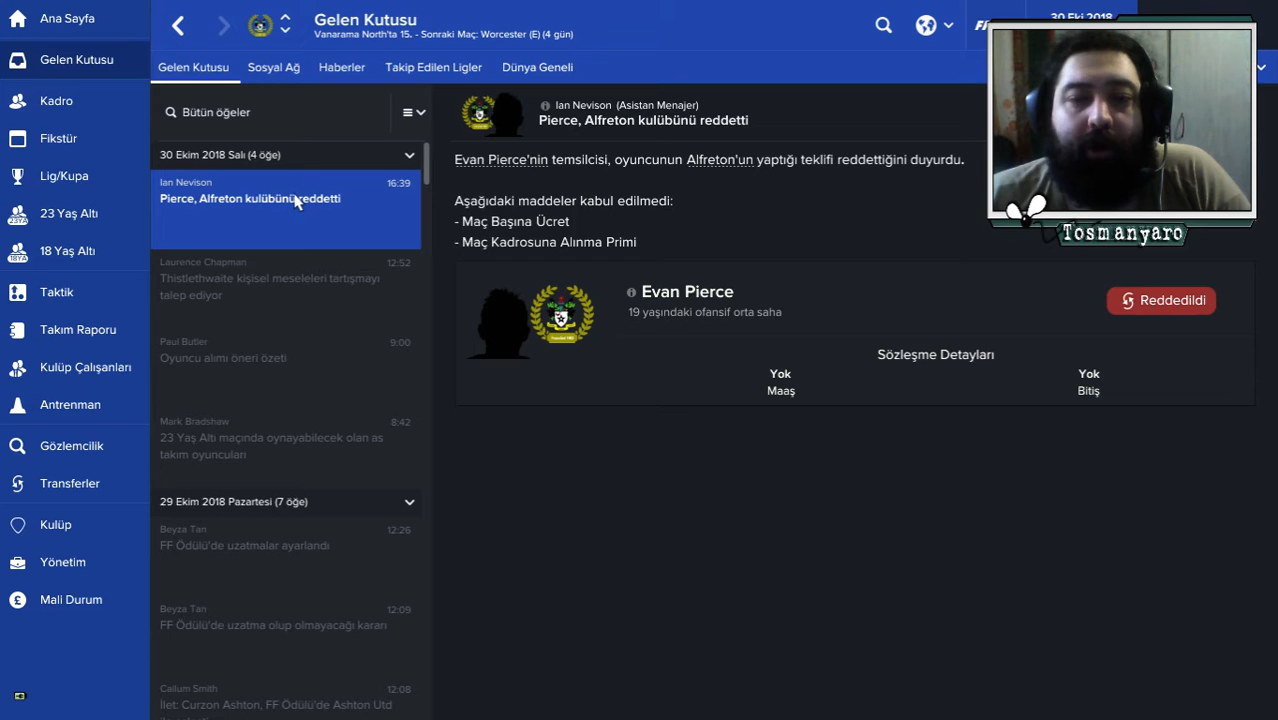 Ana Sayfa
Gelen Kutusu
Kadro
Fikstür
Lig/Kupa
23 Yaş Altı
18 Yaş Altı
Taktik
Takım Raporu
Kulüp Çalışanları
Antrenman
Gözlemcilik
Transferler
Kulüp
Yönetim
Mali Durum
Gelen Kutusu
Vanarama North'ta 15. - Sonraki Maç: Worcester (E) (4 gün)
30 Eki 2018
Gelen Kutusu
Sosyal Ağ
Haberler
Takip Edilen Ligler
Dünya Geneli
Bütün öğeler
30 Ekim 2018 Salı (4 öğe)
Ian Nevison 16:39
Pierce, Alfreton kulübünü reddetti
Laurence Chapman 12:52
Thistlethwaite kişisel meseleleri tartışmayı
talep ediyor
Paul Butler 9:00
Oyuncu alımı öneri özeti
Mark Bradshaw 8:42
23 Yaş Altı maçında oynayabilecek olan as
takım oyuncuları
29 Ekim 2018 Pazartesi (7 öğe)
Beyza Tan 12:26
FF Ödülü'de uzatmalar ayarlandı
Beyza Tan 12:09
FF Ödülü'de uzatma olup olmayacağı kararı
Callum Smith 12:08
İlet: Curzon Ashton, FF Ödülü'de Ashton Utd
Ian Nevison (Asistan Menajer)
Pierce, Alfreton kulübünü reddetti
Evan Pierce'nin temsilcisi, oyuncunun Alfreton'un yaptığı teklifi reddettiğini duyurdu.
Aşağıdaki maddeler kabul edilmedi:
- Maç Başına Ücret
- Maç Kadrosuna Alınma Primi
Evan Pierce
19 yaşındaki ofansif orta saha
Reddedildi
Sözleşme Detayları
Yok Yok
Maaş Bitiş
Tosmanyaro